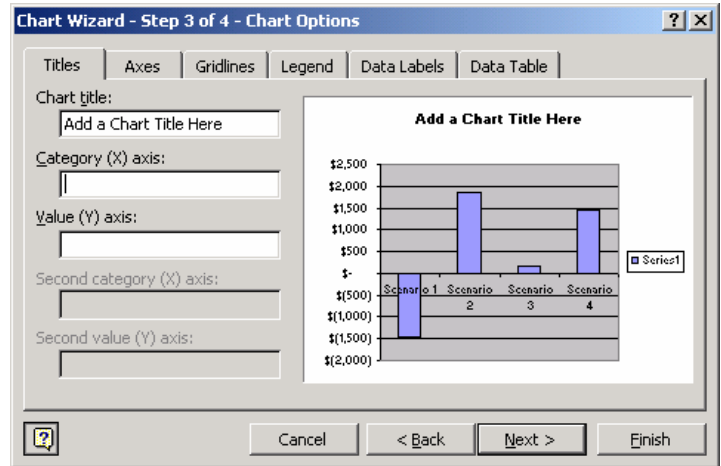 Chart Wizard - Step 3 of 4 - Chart Options
? X
Titles Axes Gridlines Legend Data Labels Data Table
Chart title:
Add a Chart Title Here
Category (X) axis:
Value (Y) axis:
Second category (X) axis:
Second value (Y) axis:
Add a Chart Title Here
$2,500
$2,000
$1,500
$1,000
$500
$-
$(500)
$(1,000)
$(1,500)
$(2,000)
Scenario 1 Scenario Scenario Scenario
2 3 4
Series1
?
Cancel < Back Next > Finish